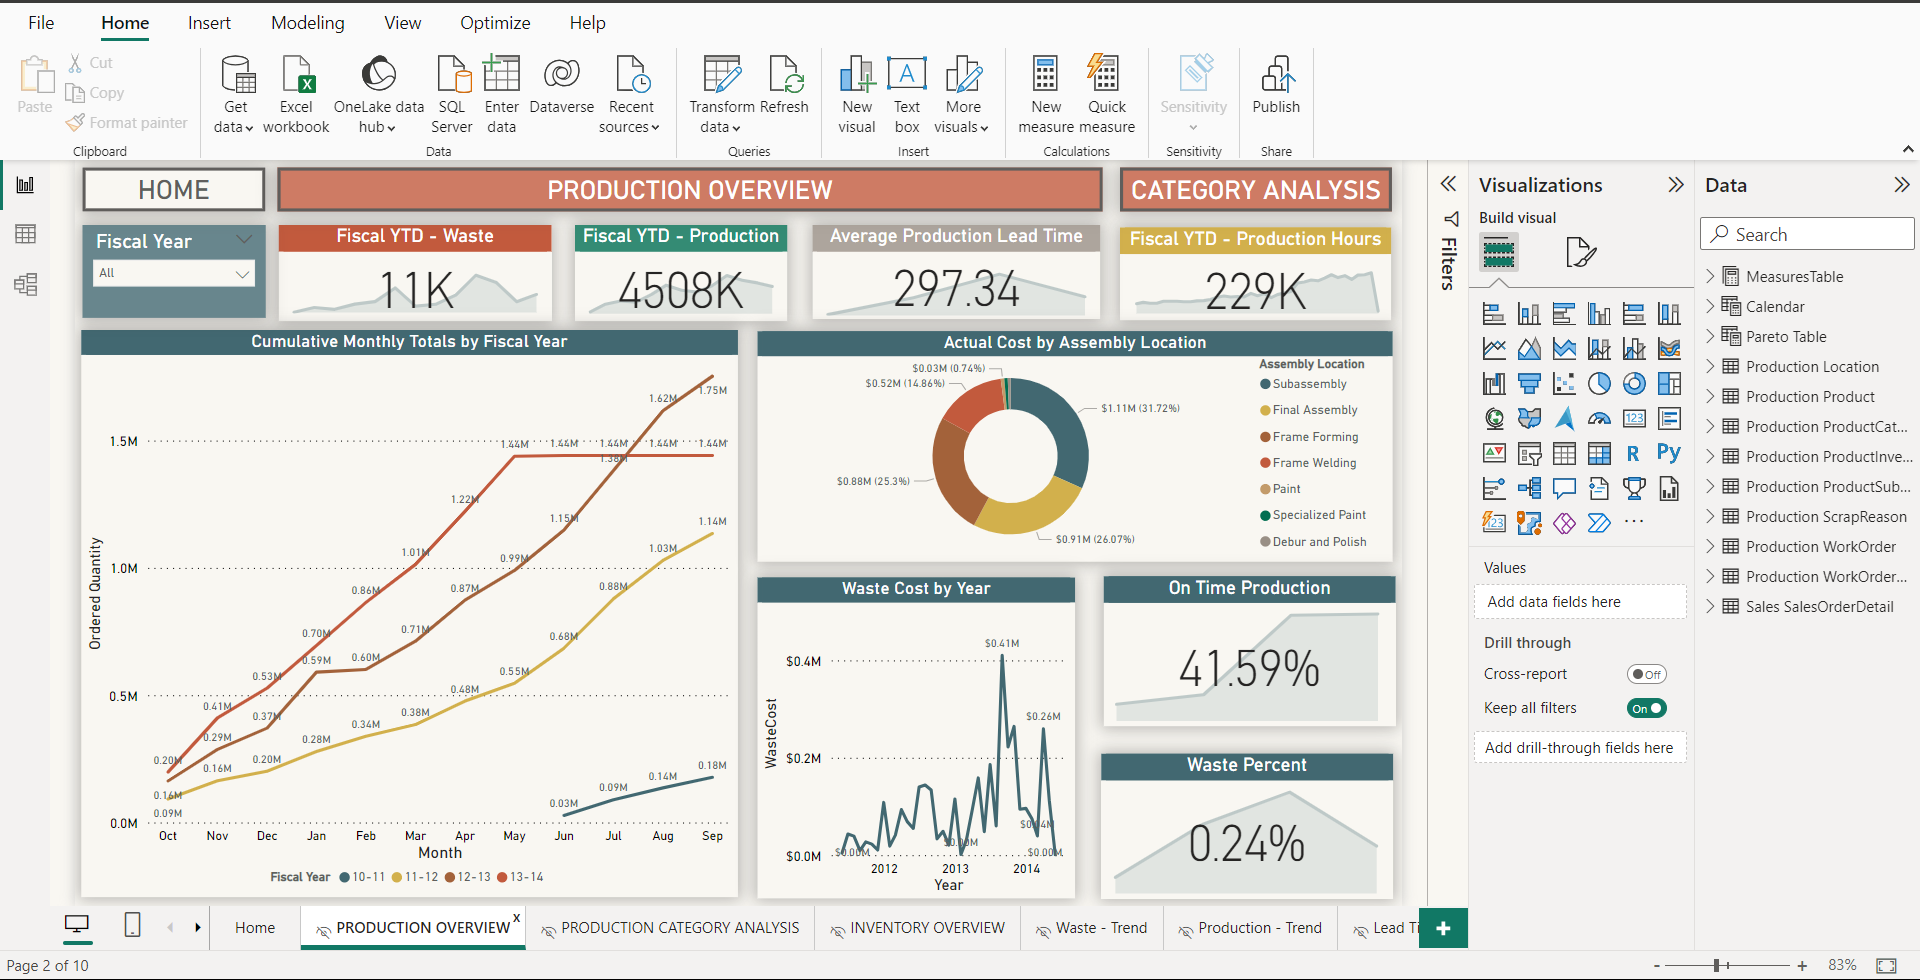 File Home Insert Modeling View Optimize Help
Paste
Cut
Copy
Format painter
Clipboard
Get data
Excel workbook
OneLake data hub
SQL Server
Enter data
Dataverse
Recent sources
Data
Transform data
Refresh
Queries
New visual
Text box
More visuals
Insert
New measure
Quick measure
Calculations
Sensitivity
Sensitivity
Publish
Share
HOME
PRODUCTION OVERVIEW
CATEGORY ANALYSIS
Fiscal Year
All
Fiscal YTD - Waste
11K
Fiscal YTD - Production
4508K
Average Production Lead Time
297.34
Fiscal YTD - Production Hours
229K
Cumulative Monthly Totals by Fiscal Year
Ordered Quantity
1.5M
1.0M
0.5M
0.0M
1.75M
1.62M
1.44M 1.44M 1.44M 1.44M 1.44M
1.38M
1.22M
1.15M
1.14M
1.01M
0.99M
1.03M
0.86M
0.87M
0.88M
0.70M
0.71M
0.68M
0.59M
0.60M
0.53M
0.55M
0.41M
0.37M
0.48M
0.38M
0.34M
0.29M
0.28M
0.20M
0.16M
0.20M
0.16M
0.09M
0.03M
0.09M
0.14M
0.18M
Oct Nov Dec Jan Feb Mar Apr May Jun Jul Aug Sep
Month
Fiscal Year 10-11 11-12 12-13 13-14
Actual Cost by Assembly Location
$0.03M (0.74%)
$0.52M (14.86%)
$1.11M (31.72%)
$0.88M (25.3%)
$0.91M (26.07%)
Assembly Location
Subassembly
Final Assembly
Frame Forming
Frame Welding
Paint
Specialized Paint
Debur and Polish
Waste Cost by Year
WasteCost
$0.4M
$0.2M
$0.0M
$0.41M
$0.26M
$0.04M
$0.00M
$0.00M
$0.00M
2012 2013 2014
Year
On Time Production
41.59%
Waste Percent
0.24%
Filters
Visualizations
Build visual
123
R
Py
123
...
Values
Add data fields here
Drill through
Cross-report
Off
Keep all filters
On
Add drill-through fields here
Data
Search
MeasuresTable
Calendar
Pareto Table
Production Location
Production Product
Production ProductCat...
Production ProductInve...
Production ProductSub...
Production ScrapReason
Production WorkOrder
Production WorkOrder...
Sales SalesOrderDetail
Home
PRODUCTION OVERVIEW
x
PRODUCTION CATEGORY ANALYSIS
INVENTORY OVERVIEW
Waste - Trend
Production - Trend
Lead Ti
+
Page 2 of 10
- + 83%